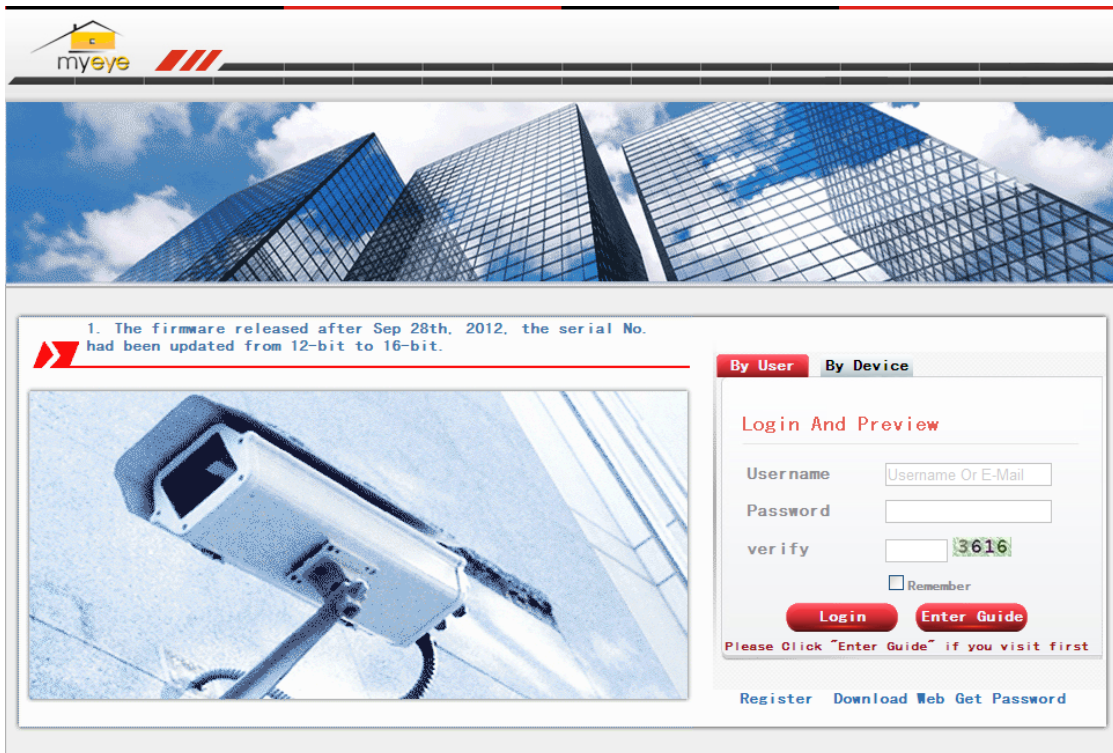 myeye
1. The firmware released after Sep 28th, 2012, the serial No.
had been updated from 12-bit to 16-bit.
By User By Device
Login And Preview
Username Username Or E-Mail
Password
verify 3616
Remember
Login Enter Guide
Please Click "Enter Guide" if you visit first
Register Download Web Get Password